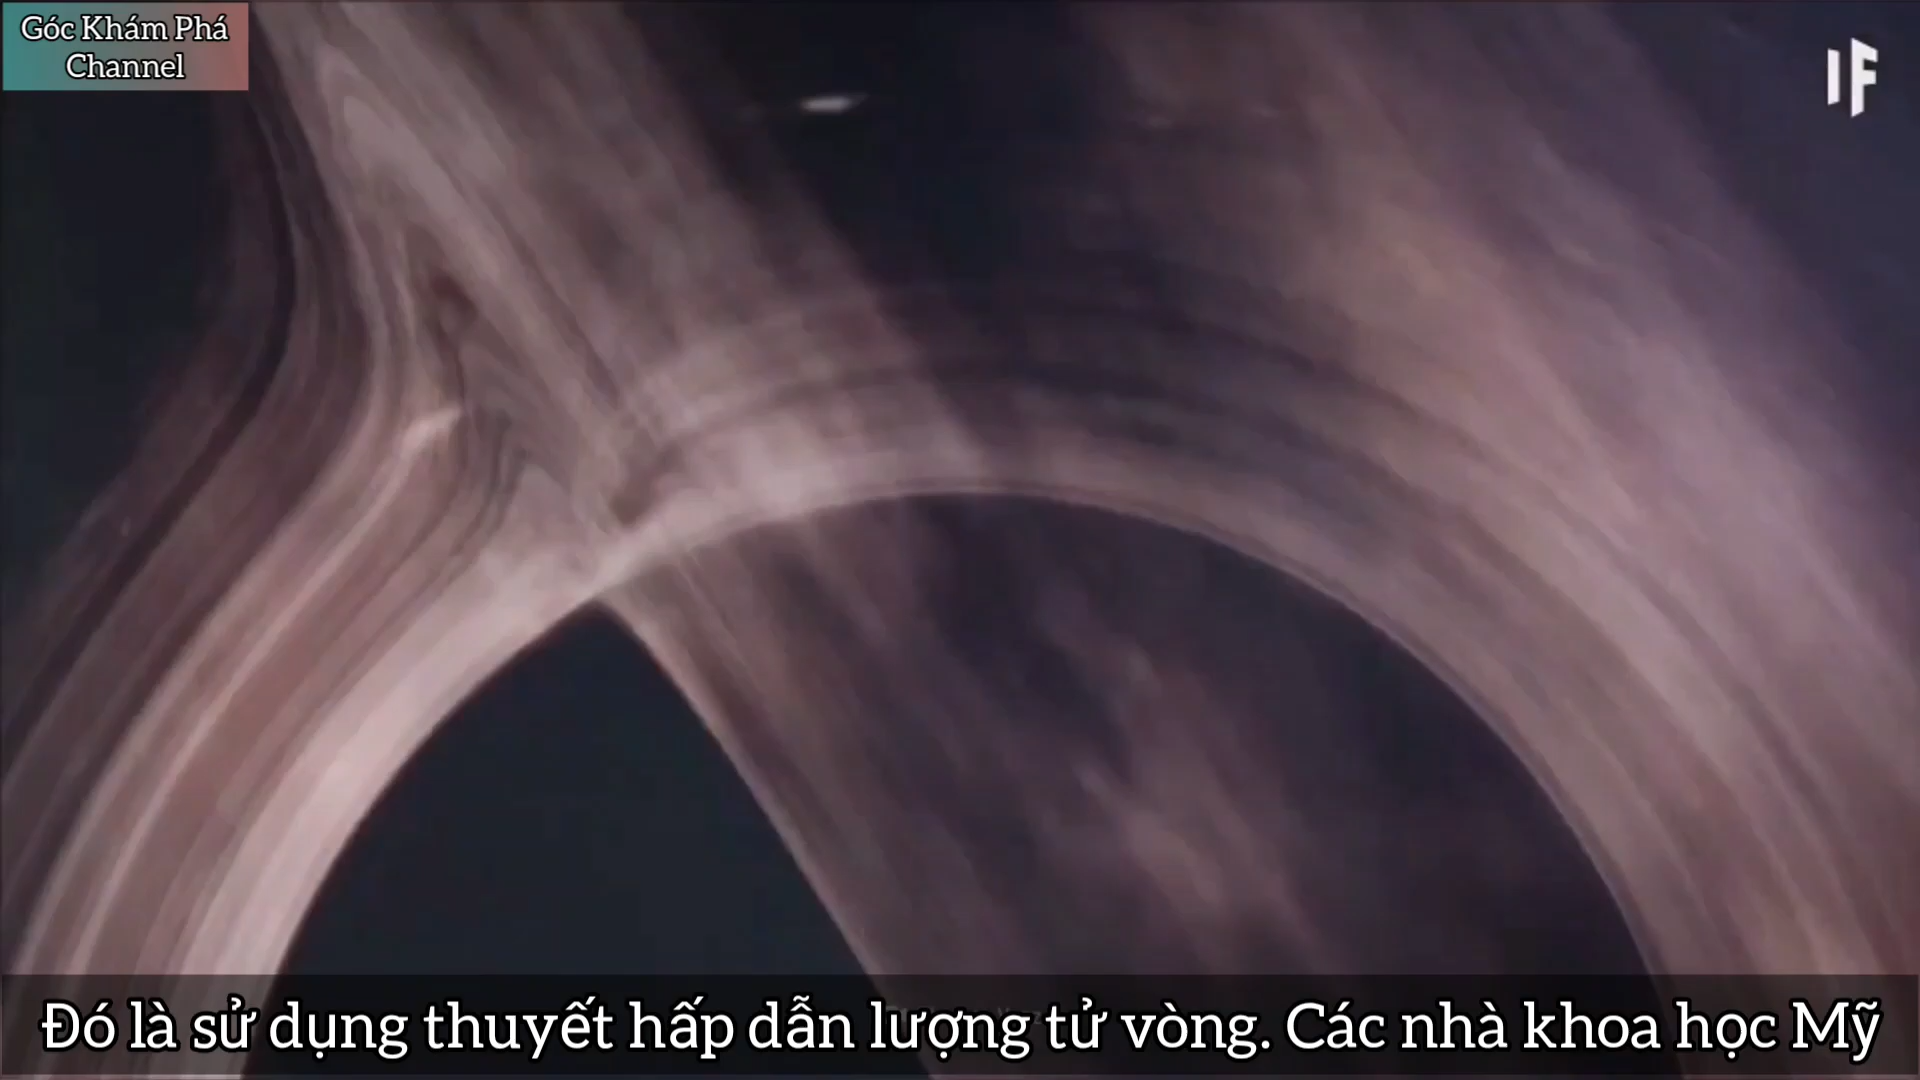 Góc Khám Phá
Channel
IF
Đó là sử dụng thuyết hấp dẫn lượng tử vòng. Các nhà khoa học Mỹ